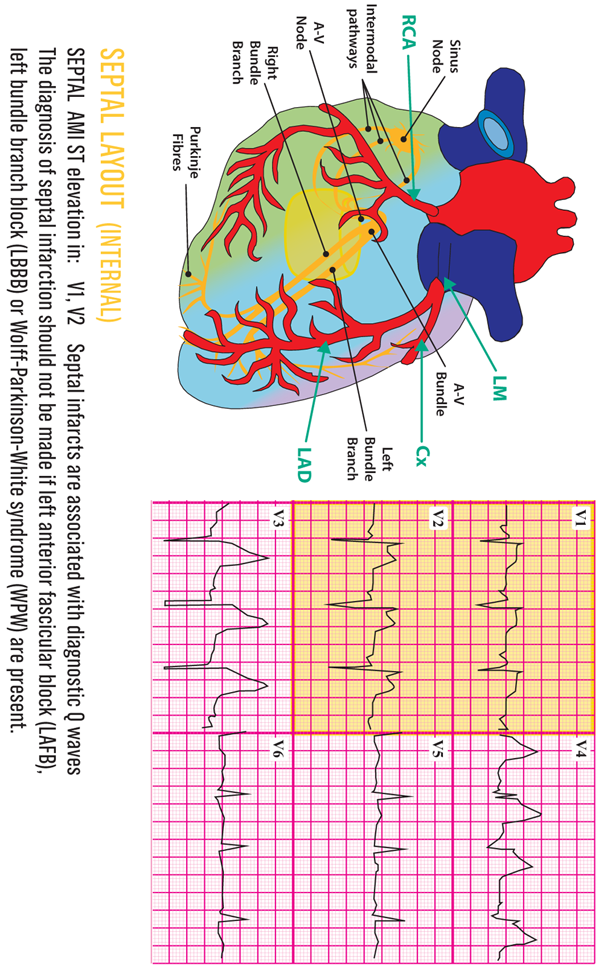 RCA
Sinus
Node
Intermodal
pathways
A-V
Node
Right
Bundle
Branch
Purkinje
Fibres
LM
A-V
Bundle
Cx
Left
Bundle
Branch
LAD
V1
V4
V2
V5
V3
V6
SEPTAL LAYOUT (INTERNAL)
SEPTAL AMI ST elevation in: V1, V2 Septal infarcts are associated with diagnostic Q waves
The diagnosis of septal infarction should not be made if left anterior fascicular block (LAFB),
left bundle branch block (LBBB) or Wolff-Parkinson-White syndrome (WPW) are present.